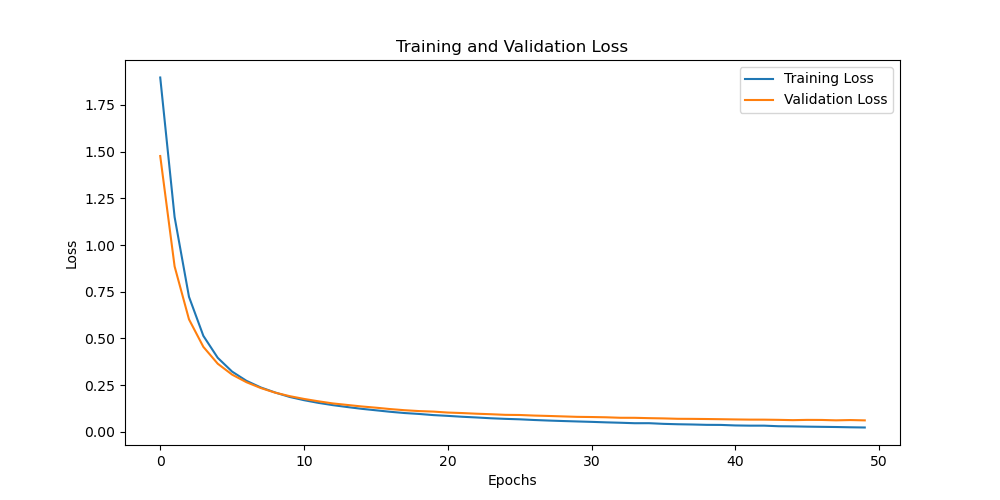 Training and Validation Loss
Training Loss
Validation Loss
Loss
1.75
1.50
1.25
1.00
0.75
0.50
0.25
0.00
0 10 20 30 40 50
Epochs